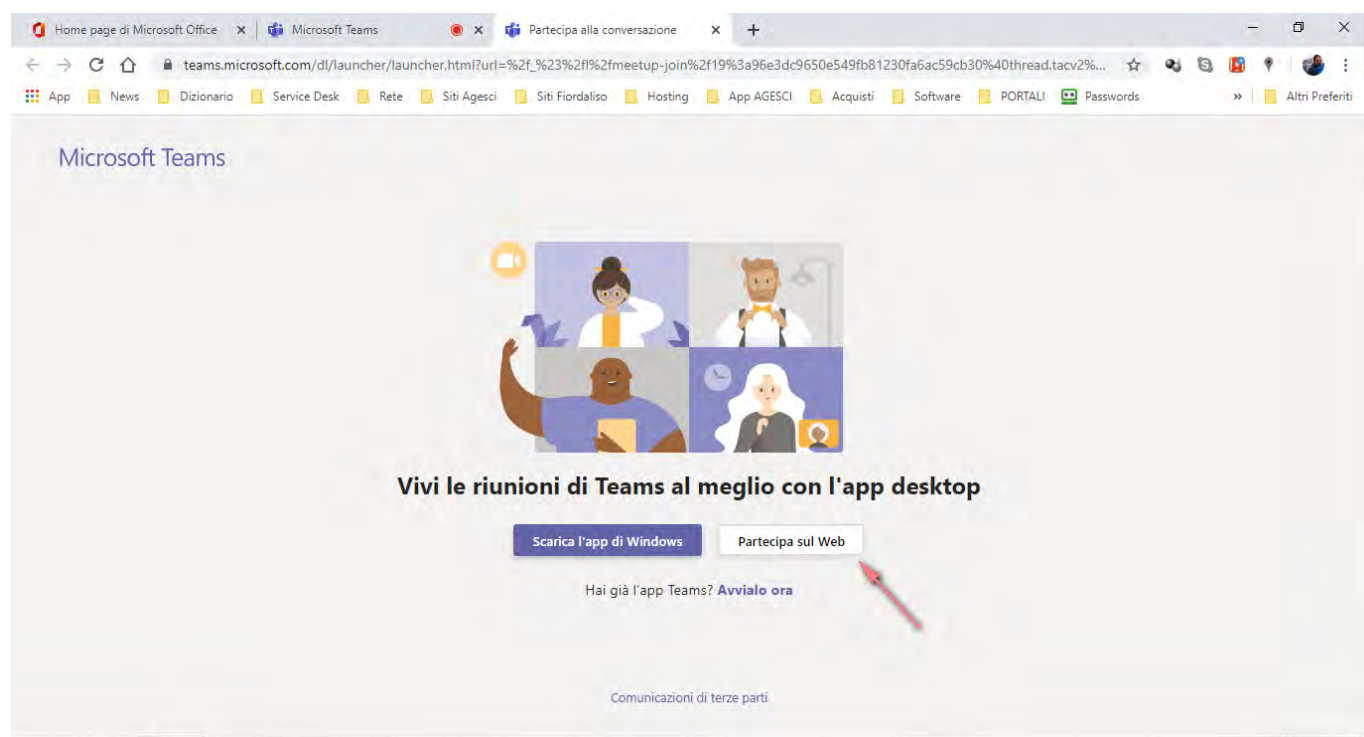 Home page di Microsoft Office
Microsoft Teams
Partecipa alla conversazione
teams.microsoft.com/dl/launcher/launcher.html?url=%2f_%23%2fl%2fmeetup-join%2f19%3a96e3dc9650e549fb81230fa6ac59cb30%40thread.tacv2%...
App News Dizionario Service Desk Rete Siti Agesci Siti Fiordaliso Hosting App AGESCI Acquisti Software PORTALI Passwords » Altri Preferiti
Microsoft Teams
Vivi le riunioni di Teams al meglio con l'app desktop
Scarica l'app di Windows
Partecipa sul Web
Hai già l'app Teams? Avvialo ora
Comunicazioni di terze parti